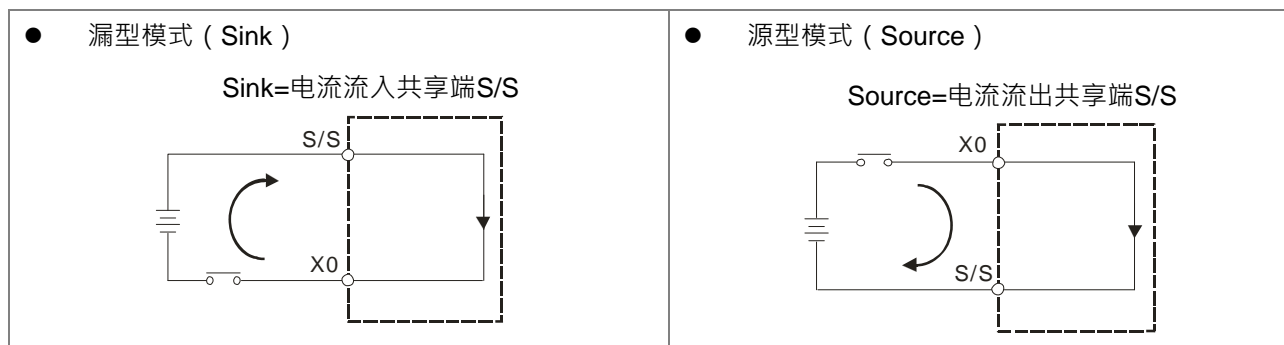 ● 漏型模式（Sink）
Sink=电流流入共享端S/S
S/S
X0
● 源型模式（Source）
Source=电流流出共享端S/S
X0
S/S